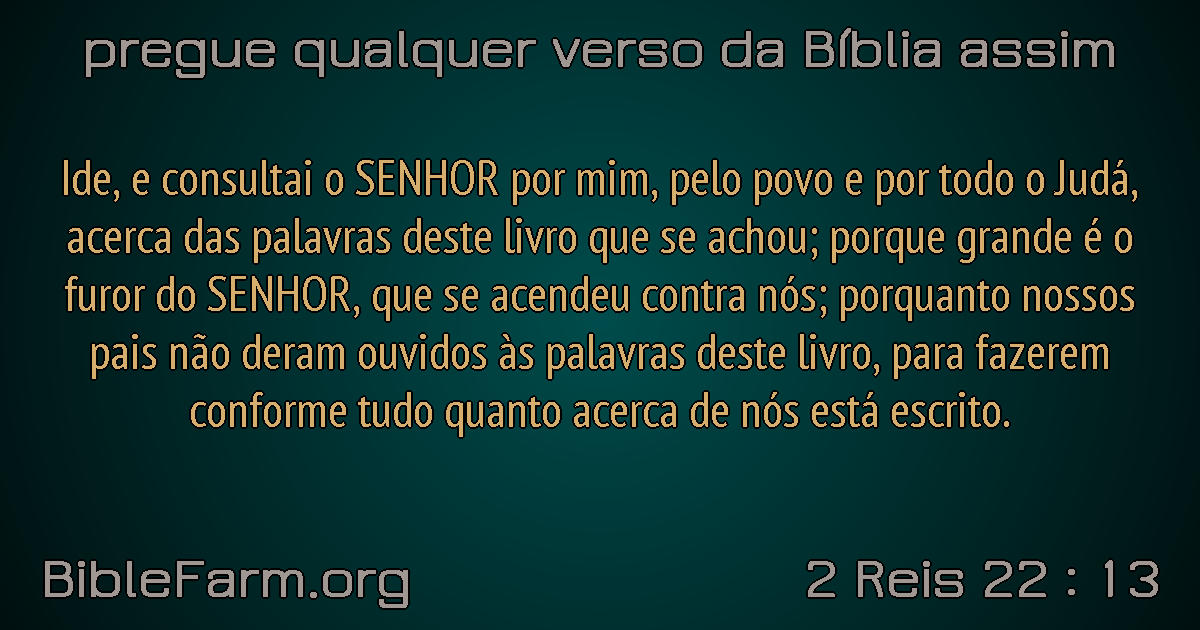 pregue qualquer verso da Bíblia assim
Ide, e consultai o SENHOR por mim, pelo povo e por todo o Judá,
acerca das palavras deste livro que se achou; porque grande é o
furor do SENHOR, que se acendeu contra nós; porquanto nossos
pais não deram ouvidos às palavras deste livro, para fazerem
conforme tudo quanto acerca de nós está escrito.
BibleFarm.org
2 Reis 22 : 13